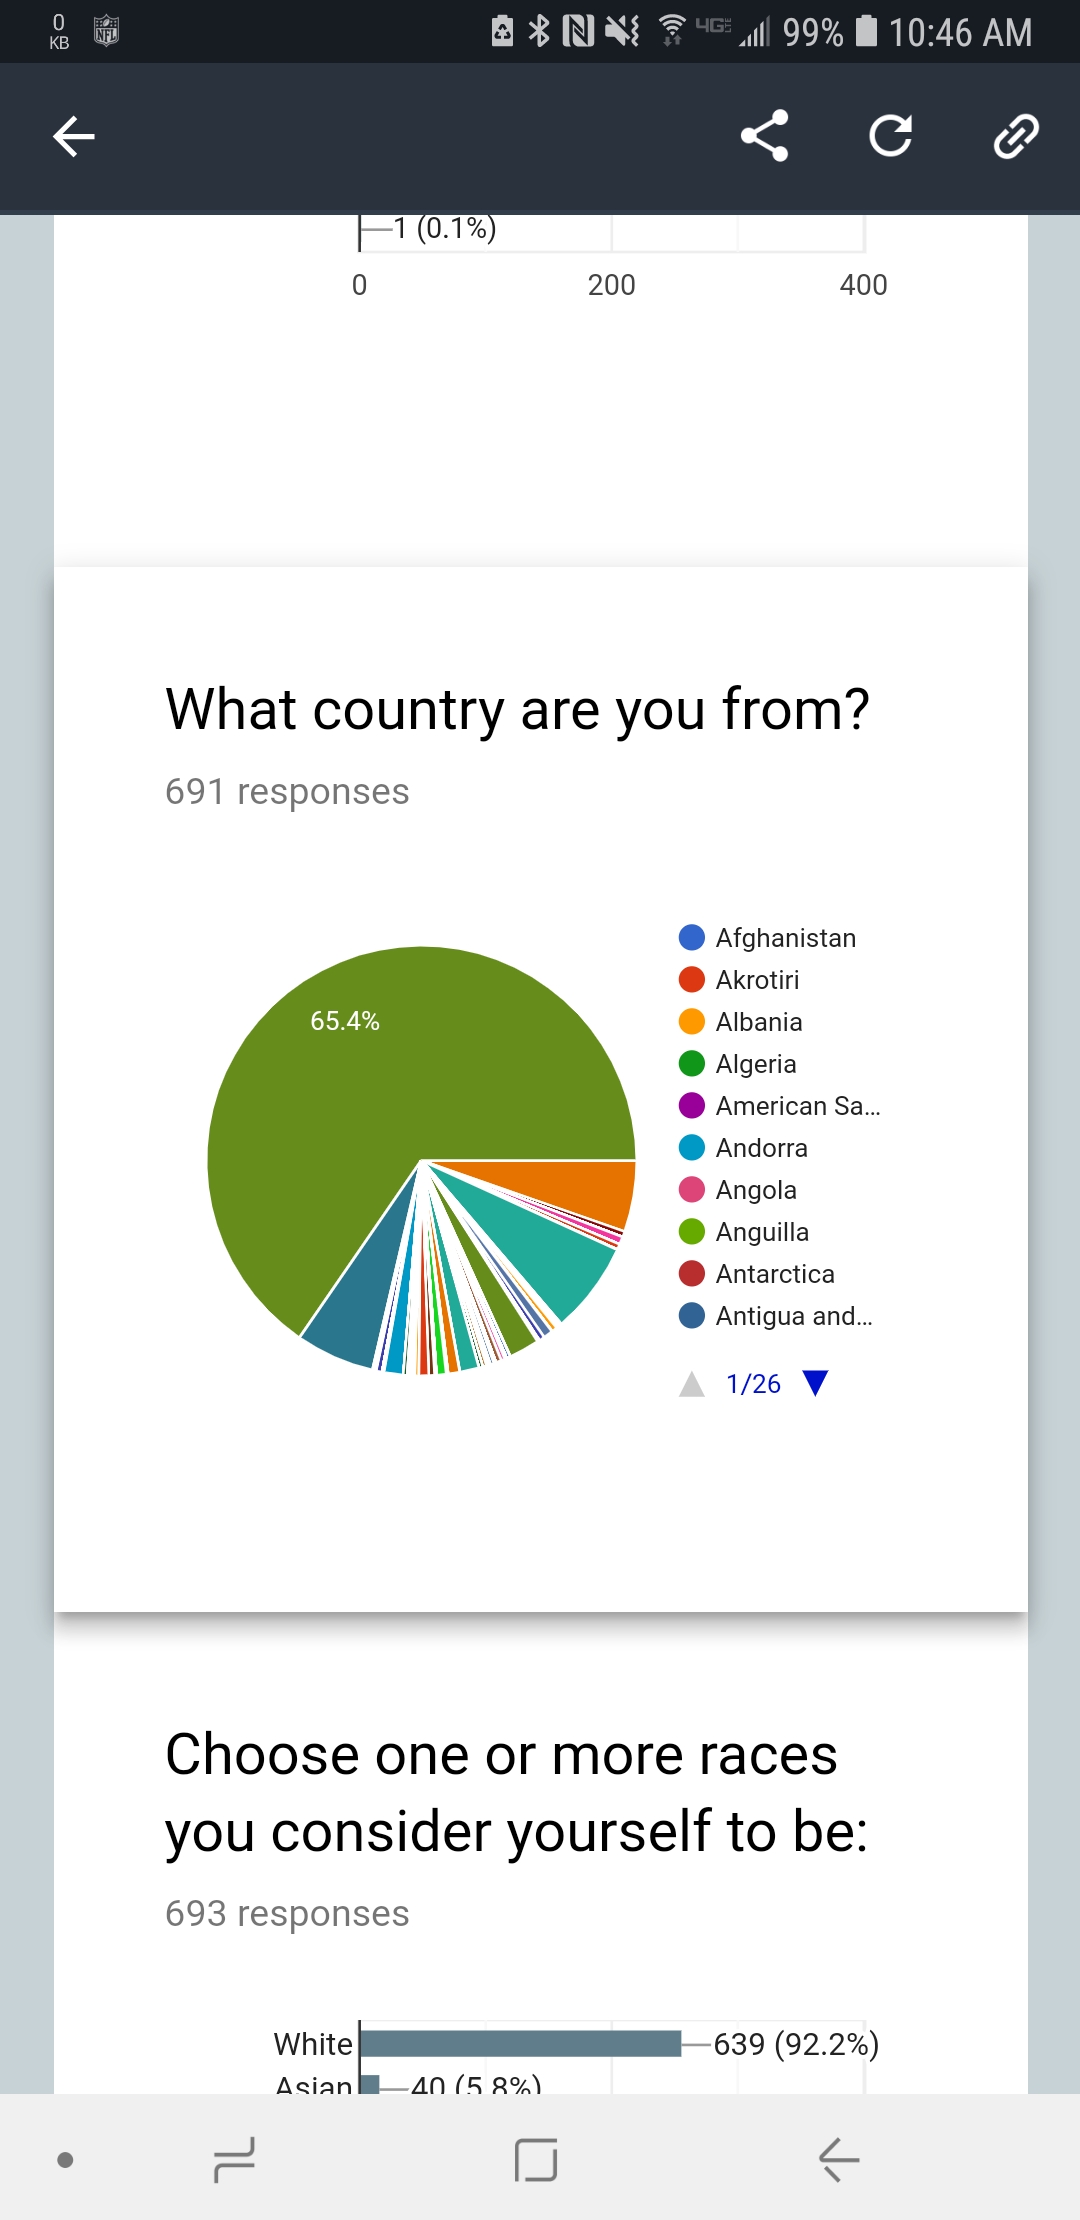 0
KB
NFL
4G
99%
10:46 AM
1 (0.1%)
0 200 400
What country are you from?
691 responses
65.4%
Afghanistan
Akrotiri
Albania
Algeria
American Sa...
Andorra
Angola
Anguilla
Antarctica
Antigua and...
1/26
Choose one or more races
you consider yourself to be:
693 responses
White 639 (92.2%)
Asian 40 (5.8%)